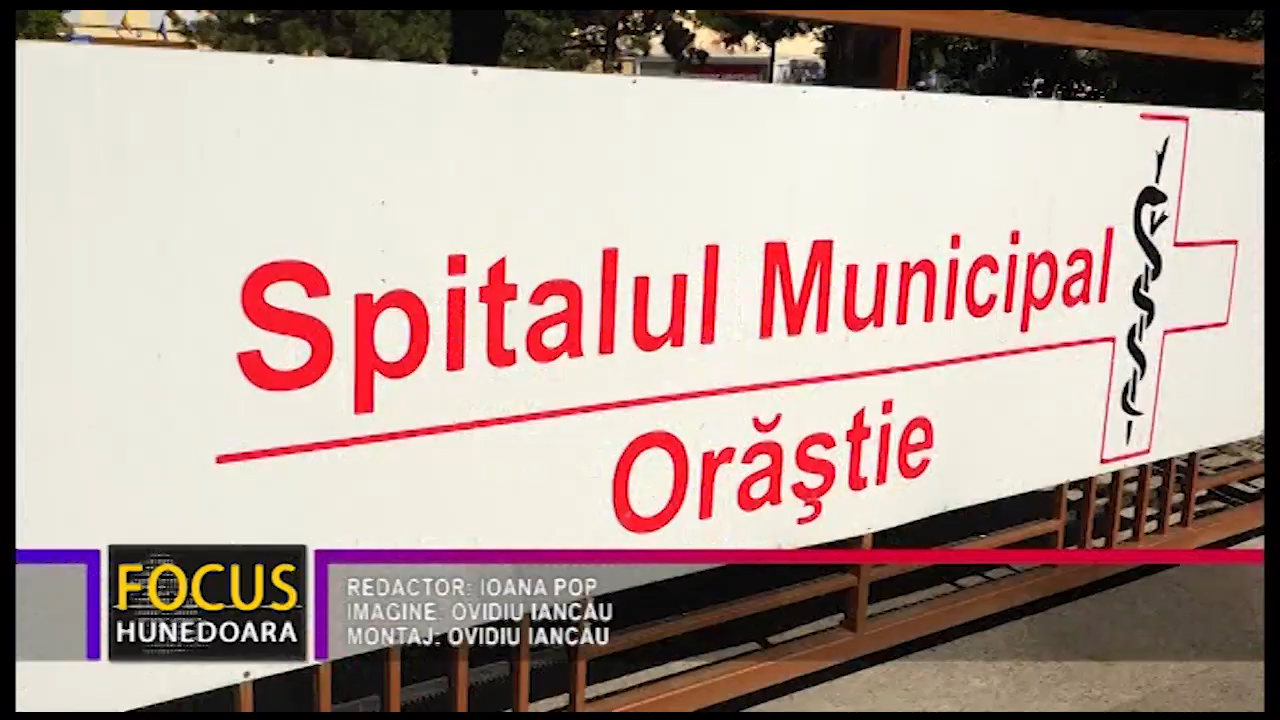 Spitalul Municipal
Orăştie
FOCUS
HUNEDOARA
REDACTOR: IOANA POP
IMAGINE: OVIDIU IANCĂU
MONTAJ: OVIDIU IANCĂU